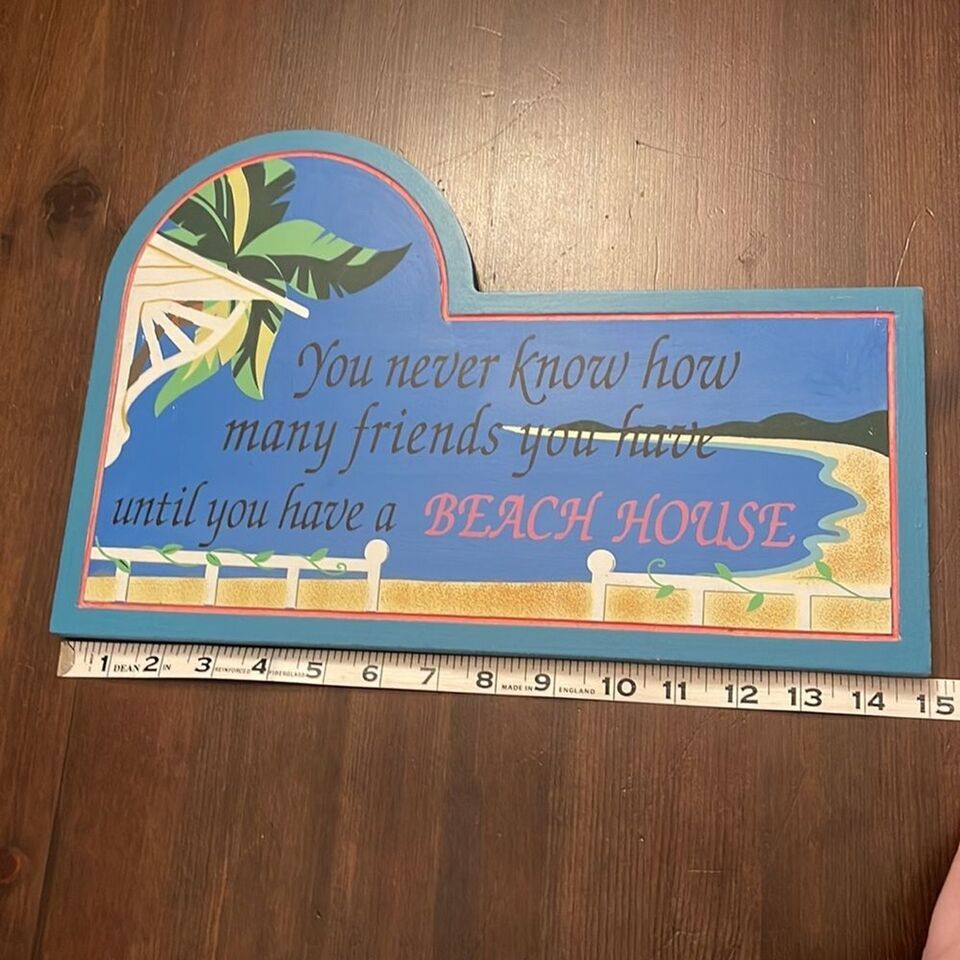 You never know how
many friends you have
until you have a BEACH HOUSE
1 DEAN 2 IN 3 REINFORCED 4 FIBERGLASS 5 6 7 8 MADE IN 9 ENGLAND 10 11 12 13 14 15